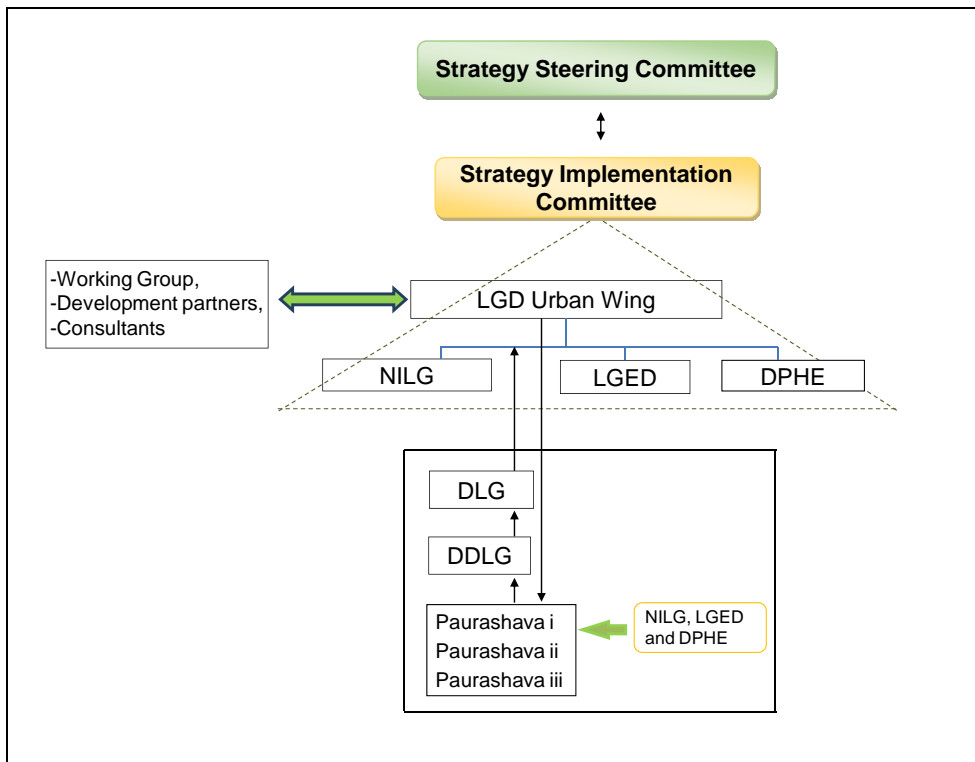 Strategy Steering Committee
Strategy Implementation
Committee
-Working Group,
-Development partners,
-Consultants
LGD Urban Wing
NILG
LGED
DPHE
DLG
DDLG
Paurashava i
Paurashava ii
Paurashava iii
NILG, LGED
and DPHE